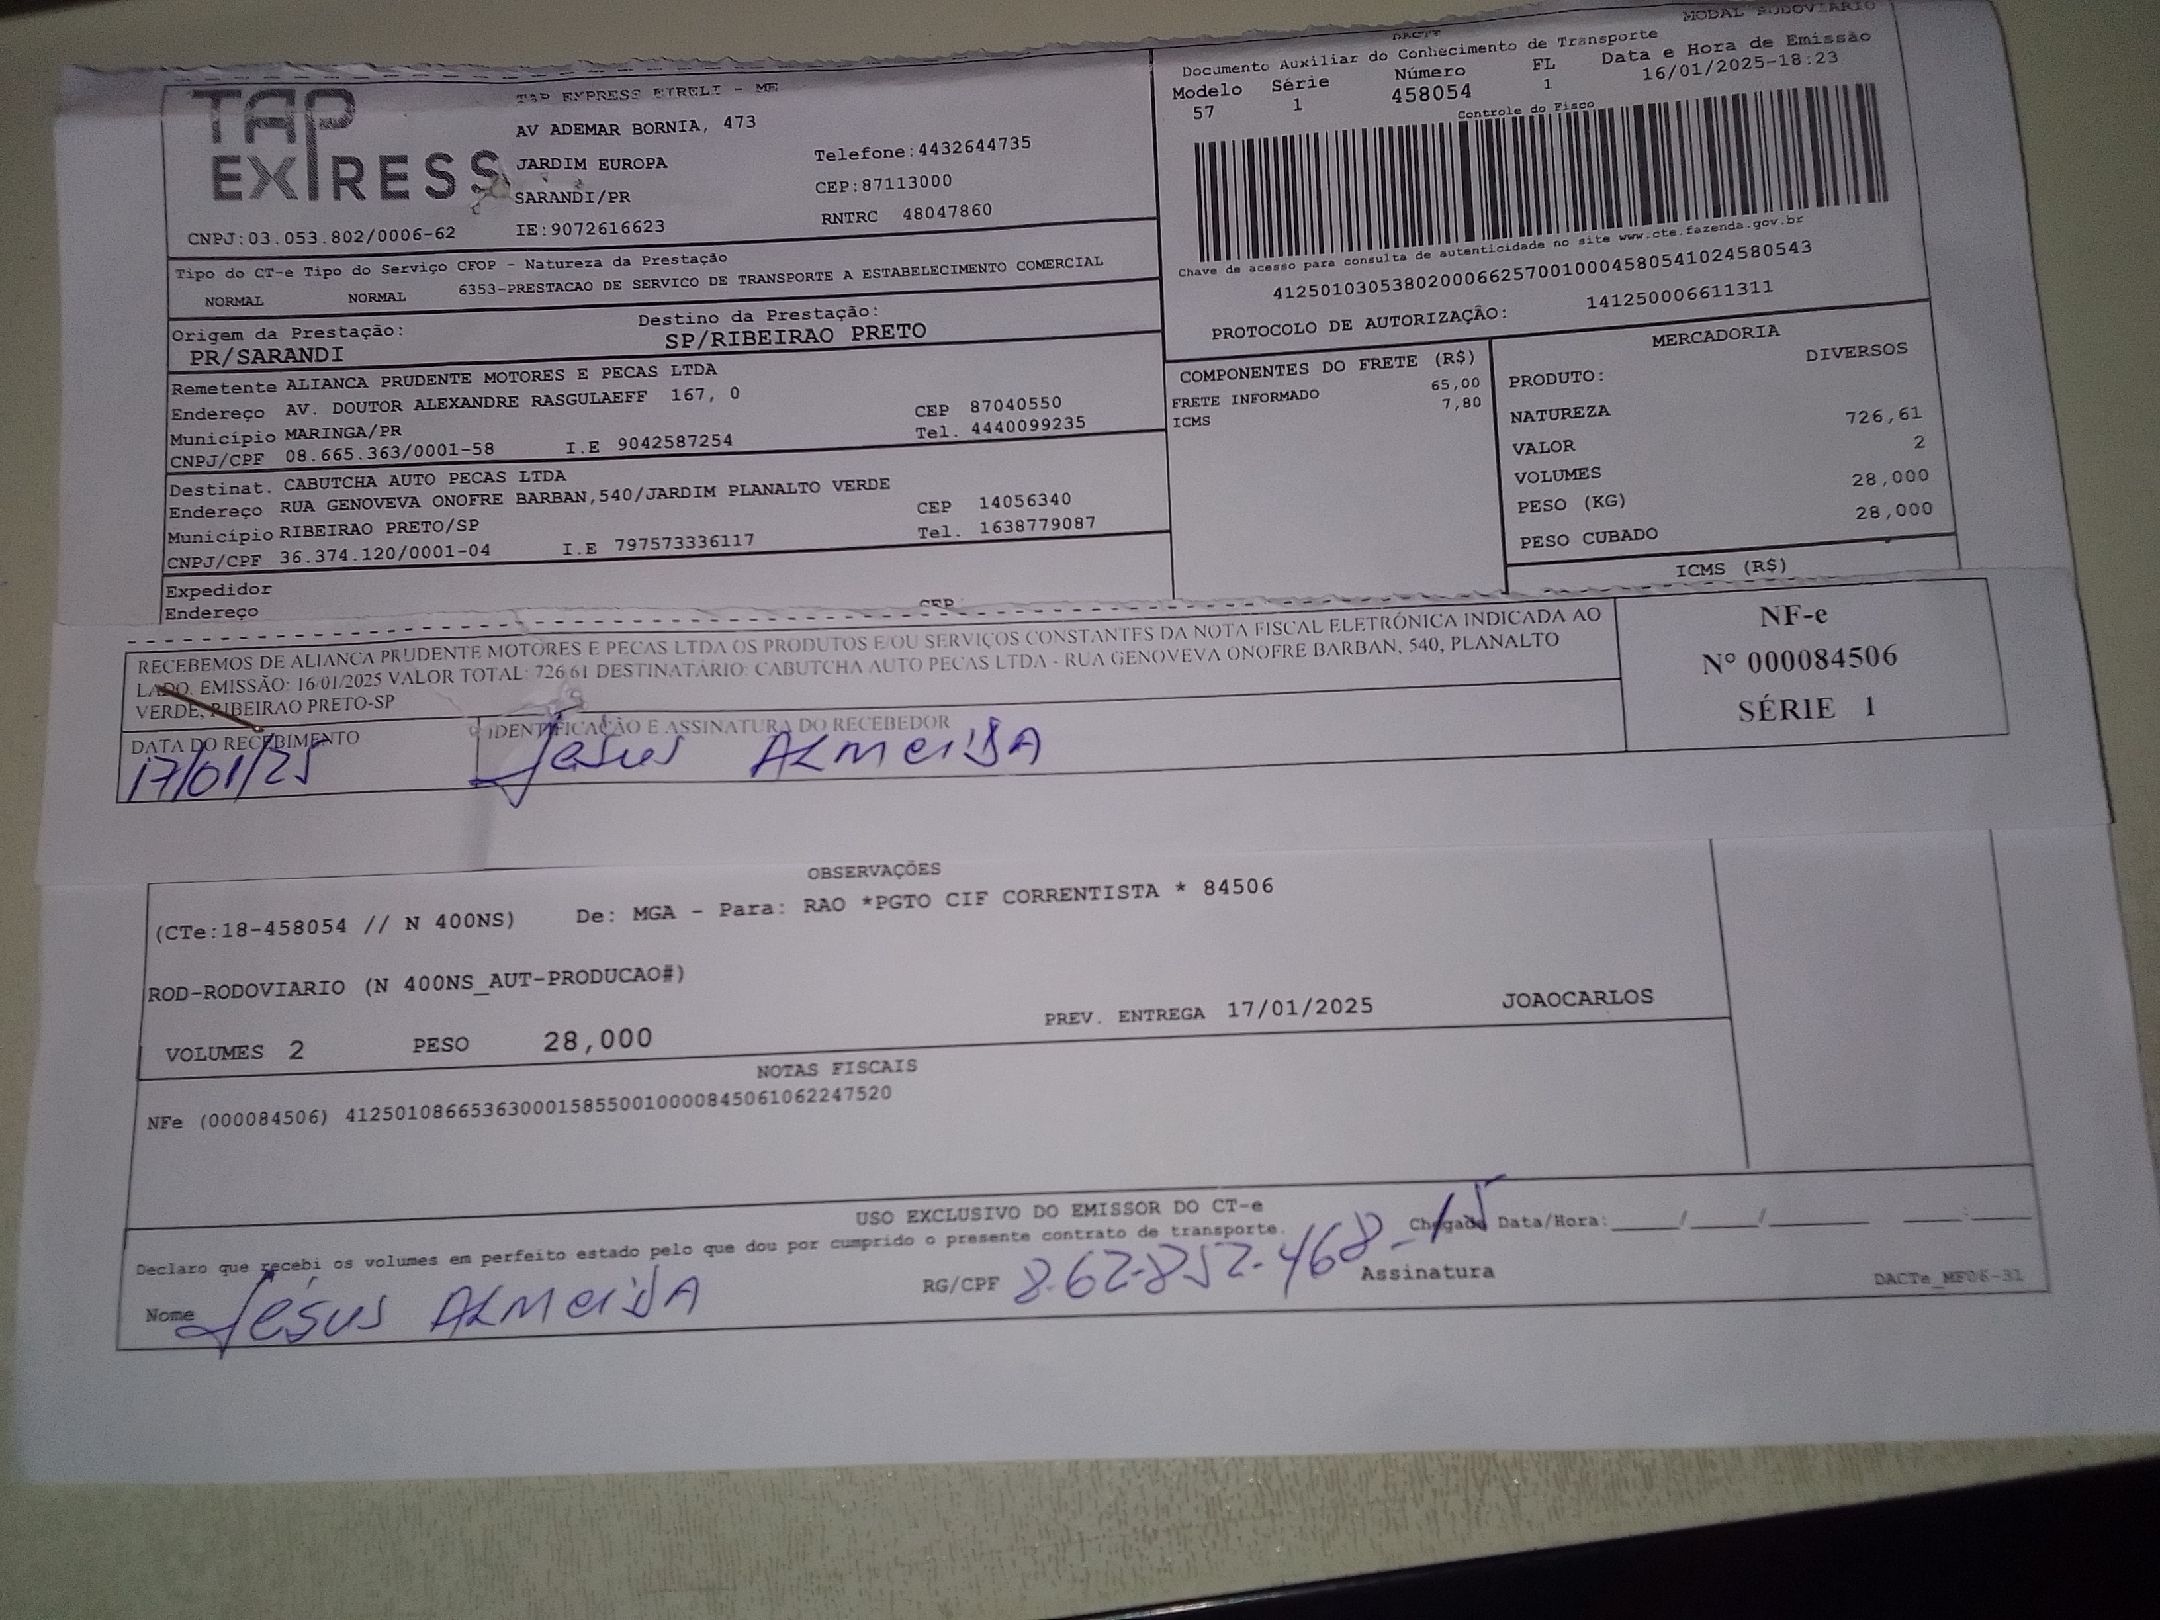 MODAL RODOVIARIO
DACTE
Documento Auxiliar do Conhecimento de Transporte
Modelo Série Número FL Data e Hora de Emissão
57 1 458054 1 16/01/2025-18:23
Controle do Fisco
TAP EXPRESS
TAP EXPRESS EIRELI - ME
AV ADEMAR BORNIA, 473
JARDIM EUROPA Telefone:4432644735
SARANDI/PR CEP:87113000
CNPJ:03.053.802/0006-62 IE:9072616623 RNTRC 48047860
Chave de acesso para consulta de autenticidade no site www.cte.fazenda.gov.br
41250103053802000662570010004580541024580543
PROTOCOLO DE AUTORIZAÇÃO: 141250006611311
Tipo do CT-e Tipo do Serviço CFOP - Natureza da Prestação
NORMAL NORMAL 6353-PRESTACAO DE SERVICO DE TRANSPORTE A ESTABELECIMENTO COMERCIAL
Origem da Prestação: Destino da Prestação:
PR/SARANDI SP/RIBEIRAO PRETO
Remetente ALIANCA PRUDENTE MOTORES E PECAS LTDA
Endereço AV. DOUTOR ALEXANDRE RASGULAEFF 167, 0
Município MARINGA/PR CEP 87040550
CNPJ/CPF 08.665.363/0001-58 I.E 9042587254 Tel. 4440099235
Destinat. CABUTCHA AUTO PECAS LTDA
Endereço RUA GENOVEVA ONOFRE BARBAN,540/JARDIM PLANALTO VERDE
Município RIBEIRAO PRETO/SP CEP 14056340
CNPJ/CPF 36.374.120/0001-04 I.E 797573336117 Tel. 1638779087
Expedidor
Endereço CEP
COMPONENTES DO FRETE (R$)
FRETE INFORMADO 65,00
ICMS 7,80
MERCADORIA
PRODUTO: DIVERSOS
NATUREZA
VALOR 726,61
VOLUMES 2
PESO (KG) 28,000
PESO CUBADO 28,000
ICMS (R$)
RECEBEMOS DE ALIANCA PRUDENTE MOTORES E PECAS LTDA OS PRODUTOS E/OU SERVIÇOS CONSTANTES DA NOTA FISCAL ELETRÔNICA INDICADA AO
LADO. EMISSÃO: 16/01/2025 VALOR TOTAL: 726,61 DESTINATÁRIO: CABUTCHA AUTO PECAS LTDA - RUA GENOVEVA ONOFRE BARBAN, 540, PLANALTO
VERDE, RIBEIRAO PRETO-SP
NF-e
Nº 000084506
SÉRIE 1
DATA DO RECEBIMENTO IDENTIFICAÇÃO E ASSINATURA DO RECEBEDOR
17/01/25 Jesus ALmeiDA
OBSERVAÇÕES
(CTe:18-458054 // N 400NS) De: MGA - Para: RAO *PGTO CIF CORRENTISTA * 84506
ROD-RODOVIARIO (N 400NS_AUT-PRODUCAO#)
VOLUMES 2 PESO 28,000 PREV. ENTREGA 17/01/2025 JOAOCARLOS
NOTAS FISCAIS
NFe (000084506) 41250108665363000158550010000845061062247520
USO EXCLUSIVO DO EMISSOR DO CT-e
Declaro que recebi os volumes em perfeito estado pelo que dou por cumprido o presente contrato de transporte. Chegada Data/Hora:____/____/______ ____:____
Nome Jesus ALmeiDA RG/CPF 8.62-852-468-15 Assinatura
DACTe_MF06-31